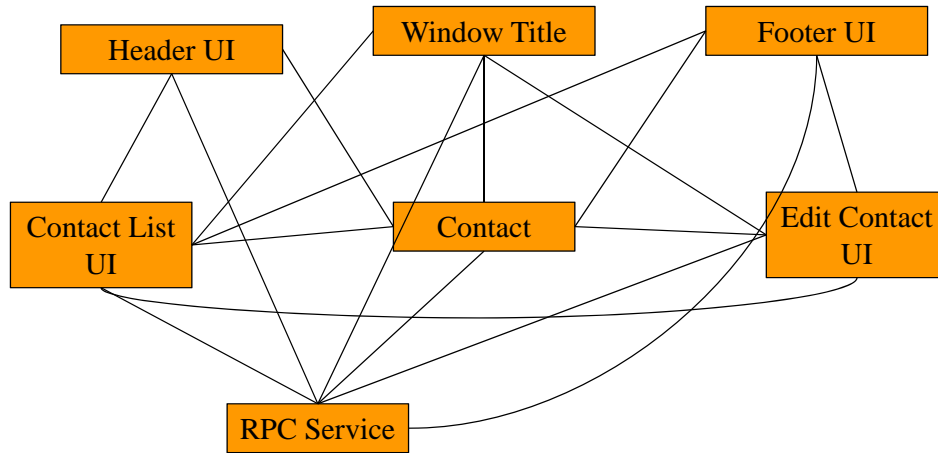 Header UI
Window Title
Footer UI
Contact List
UI
Contact
Edit Contact
UI
RPC Service